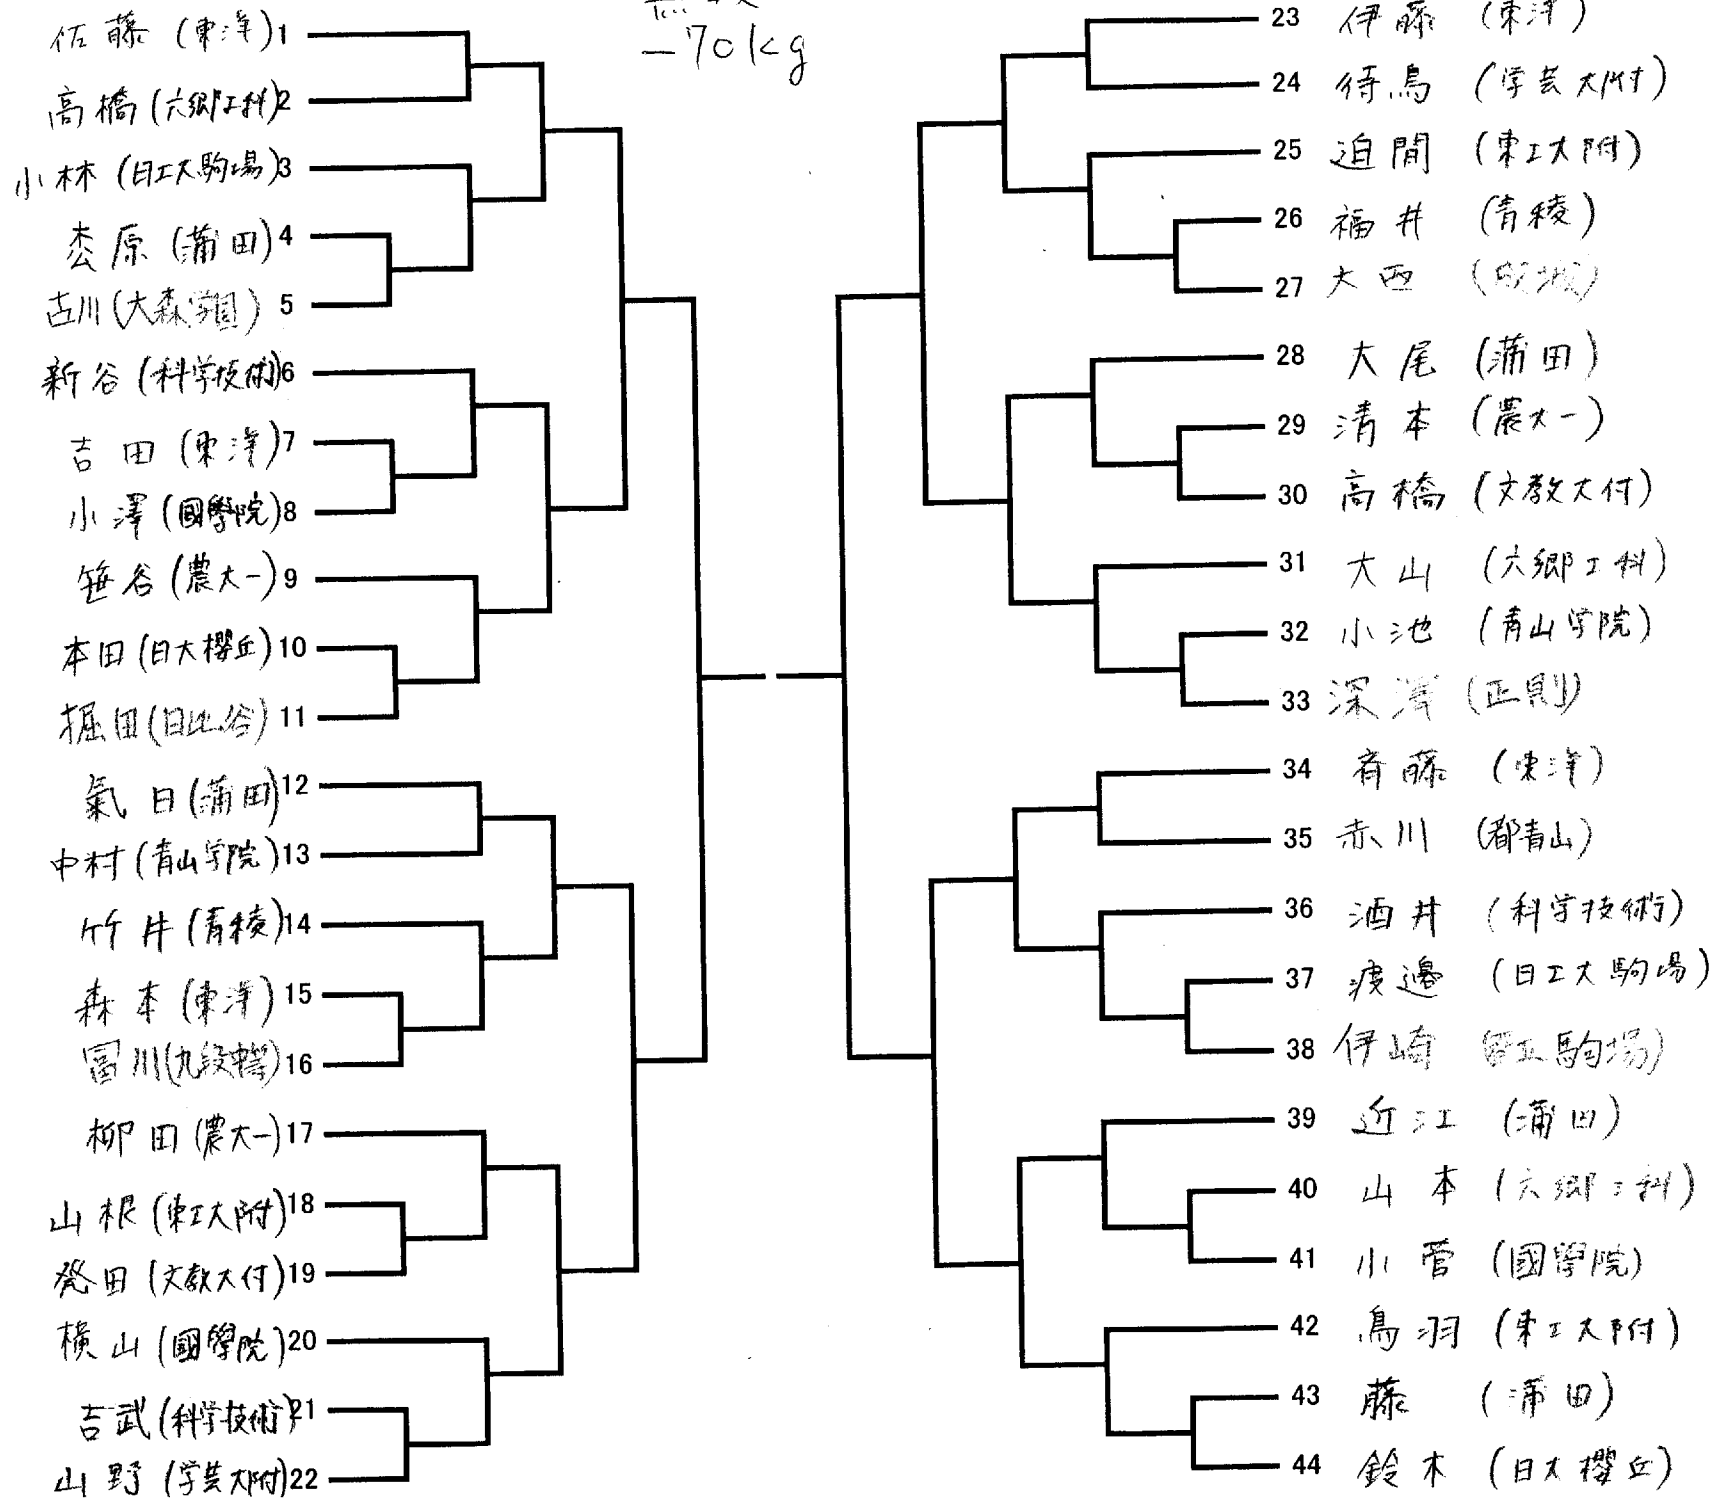 -70kg
佐藤 (東洋) 1
高橋 (六郷工科) 2
小林 (日工大駒場) 3
枩原 (蒲田) 4
古川 (大森学園) 5
新谷 (科学技術) 6
吉田 (東洋) 7
小澤 (國學院) 8
笹谷 (農大一) 9
本田 (日大櫻丘) 10
堀田 (日比谷) 11
氣日 (蒲田) 12
中村 (青山学院) 13
竹井 (青稜) 14
森本 (東洋) 15
冨川 (九段中等) 16
柳田 (農大一) 17
山根 (東工大附) 18
発田 (文教大付) 19
横山 (國學院) 20
吉武 (科学技術) 21
山野 (学芸大附) 22
23 伊藤 (東洋)
24 待鳥 (学芸大附)
25 迫間 (東工大附)
26 福井 (青稜)
27 大西 (成城)
28 大尾 (蒲田)
29 清本 (農大一)
30 高橋 (文教大付)
31 大山 (六郷工科)
32 小池 (青山学院)
33 深澤 (正則)
34 斉藤 (東洋)
35 赤川 (都青山)
36 酒井 (科学技術)
37 渡邉 (日工大駒場)
38 伊崎 (日工駒場)
39 近江 (蒲田)
40 山本 (六郷工科)
41 小菅 (國學院)
42 鳥羽 (東工大附)
43 藤 (蒲田)
44 鈴木 (日大櫻丘)